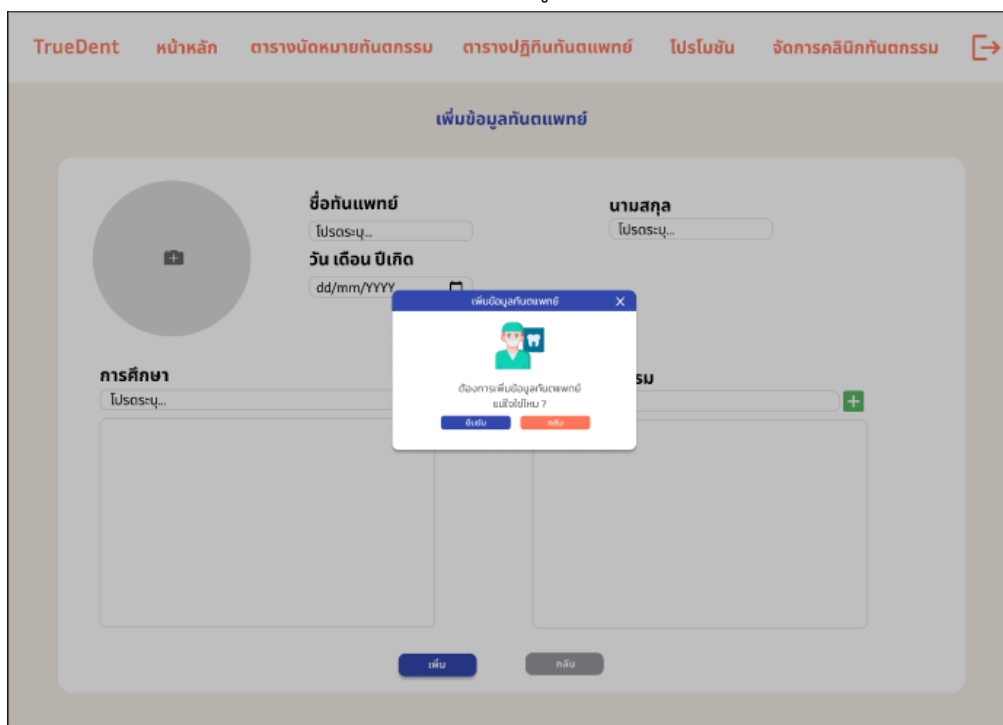 TrueDent หน้าหลัก ตารางนัดหมายทันตกรรม ตารางปฏิทินทันตแพทย์ โปรโมชัน จัดการคลินิกทันตกรรม
เพิ่มข้อมูลทันตแพทย์
ชื่อทันแพทย์ นามสกุล
โปรดระบุ... โปรดระบุ...
วัน เดือน ปีเกิด
dd/mm/YYYY
เพิ่มข้อมูลทันตแพทย์ X
ต้องการเพิ่มข้อมูลทันตแพทย์
แน่ใจใช่ไหม ?
ยืนยัน กลับ
การศึกษา รม
โปรดระบุ...
เพิ่ม กลับ